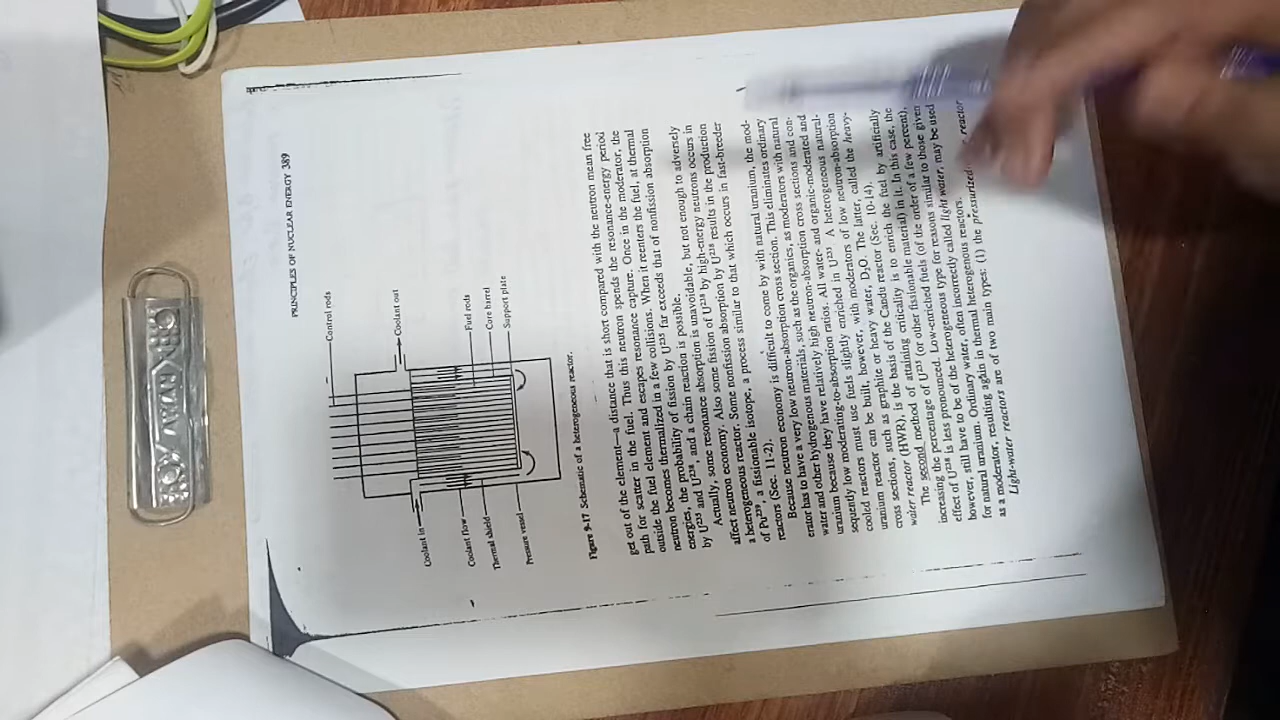 PRINCIPLES OF NUCLEAR ENERGY 389
Control rods
Coolant out
Fuel rods
Core barrel
Support plate
Coolant in
Coolant flow
Thermal shield
Pressure vessel
Figure 9-17 Schematic of a heterogeneous reactor.
get out of the element—a distance that is short compared with the neutron mean free
path for scatter in the fuel. Thus this neutron spends the resonance-energy period
outside the fuel element and escapes resonance capture. Once in the moderator, the
neutron becomes thermalized in a few collisions. When it reenters the fuel, at thermal
energies, the probability of fission by U235 far exceeds that of nonfission absorption
by U235 and U238, and a chain reaction is possible.
Actually, some resonance absorption is unavoidable, but not enough to adversely
affect neutron economy. Also some fission of U238 by high-energy neutrons occurs in
a heterogeneous reactor. Some nonfission absorption by U238 results in the production
of Pu239, a fissionable isotope, a process similar to that which occurs in fast-breeder
reactors (Sec. 11-2).
Because neutron economy is difficult to come by with natural uranium, the mod-
erator has to have a very low neutron-absorption cross section. This eliminates ordinary
water and other hydrogenous materials, such as the organics, as moderators with natural
uranium because they have relatively high neutron-absorption cross sections and con-
sequently low moderating-to-absorption ratios. All water- and organic-moderated and
cooled reactors must use fuels slightly enriched in U235 A heterogeneous natural-
uranium reactor can be built, however, with moderators of low neutron-absorption
cross sections, such as graphite or heavy water, D2O. The latter, called the heavy-
water reactor (HWR), is the basis of the Candu reactor (Sec. 10-14).
The second method of attaining criticality is to enrich the fuel by artificially
increasing the percentage of U235 (or other fissionable material) in it. In this case, the
effect of U238 is less pronounced. Low-enriched fuels (of the order of a few percent),
however, still have to be of the heterogeneous type for reasons similar to those given
for natural uranium. Ordinary water, often incorrectly called light water, may be used
as a moderator, resulting again in thermal heterogeneous reactors.
Light-water reactors are of two main types: (1) the pressurized reactor